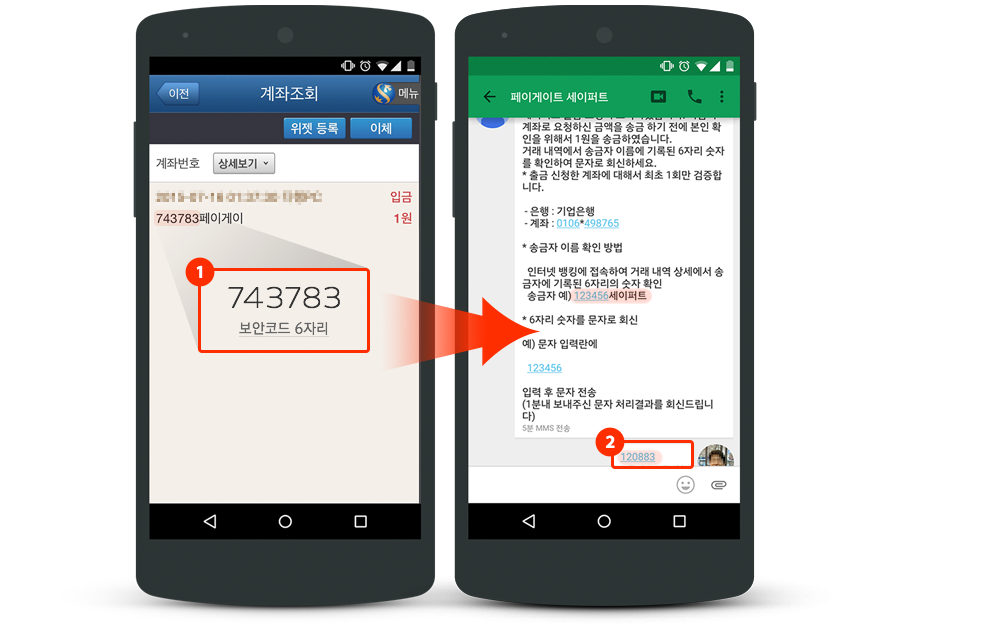 이전
계좌조회
메뉴
위젯 등록
이체
계좌번호
상세보기
입금
743783페이게이
1원
1
743783
보안코드 6자리
페이게이트 세이퍼트
계좌로 요청하신 금액을 송금 하기 전에 본인 확
인을 위해서 1원을 송금하였습니다.
거래 내역에서 송금자 이름에 기록된 6자리 숫자
를 확인하여 문자로 회신하세요.
* 출금 신청한 계좌에 대해서 최초 1회만 검증합
니다.
- 은행 : 기업은행
- 계좌 : 0106*498765
* 송금자 이름 확인 방법
인터넷 뱅킹에 접속하여 거래 내역 상세에서 송
금자에 기록된 6자리의 숫자 확인
송금자 예) 123456세이퍼트
* 6자리 숫자를 문자로 회신
예) 문자 입력란에
123456
입력 후 문자 전송
(1분내 보내주신 문자 처리결과를 회신드립니
다)
5분 MMS 전송
2
120883